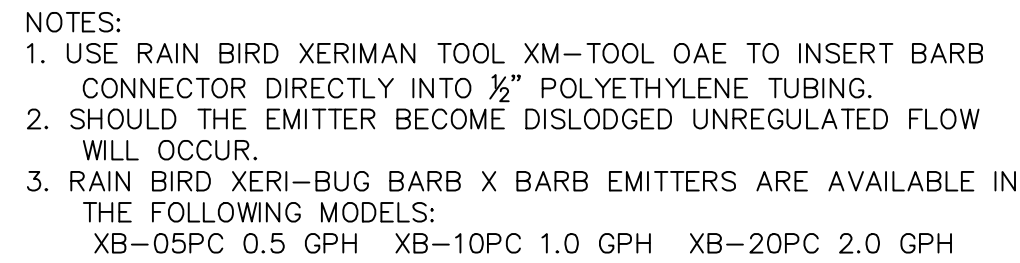 NOTES:
1. USE RAIN BIRD XERIMAN TOOL XM-TOOL OAE TO INSERT BARB
CONNECTOR DIRECTLY INTO ½" POLYETHYLENE TUBING.
2. SHOULD THE EMITTER BECOME DISLODGED UNREGULATED FLOW
WILL OCCUR.
3. RAIN BIRD XERI-BUG BARB X BARB EMITTERS ARE AVAILABLE IN
THE FOLLOWING MODELS:
XB-05PC 0.5 GPH XB-10PC 1.0 GPH XB-20PC 2.0 GPH